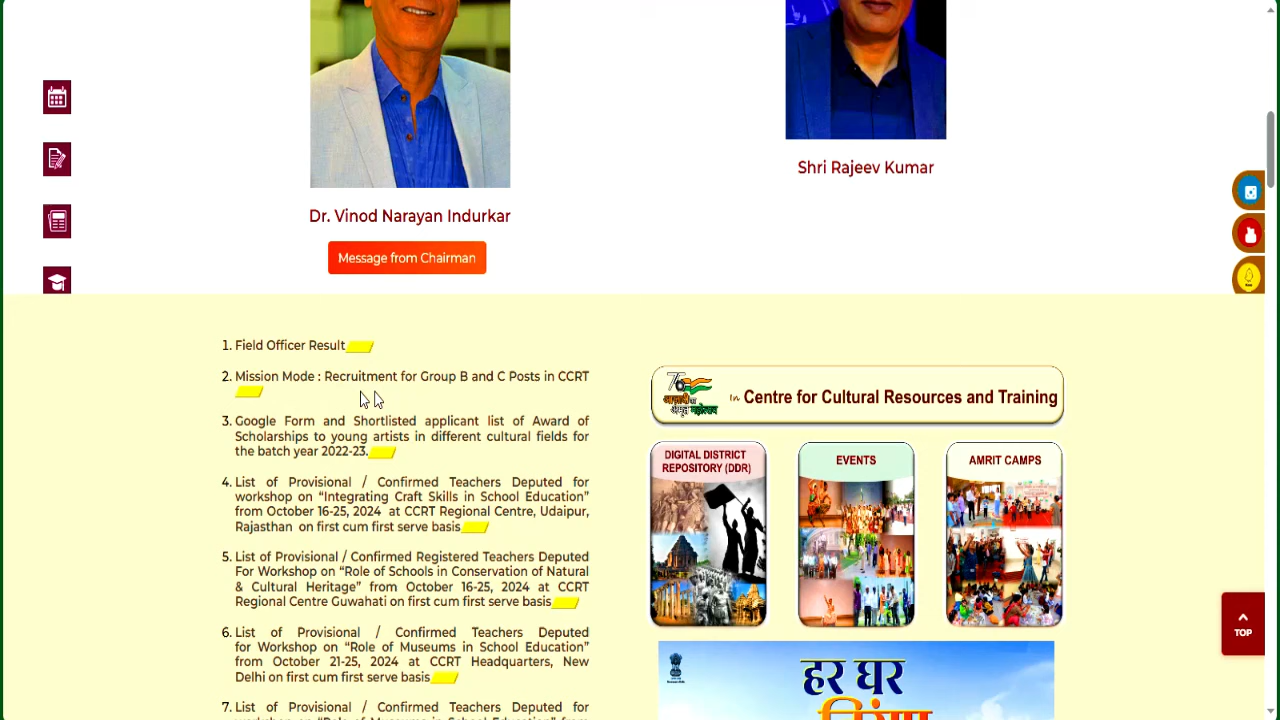 Shri Rajeev Kumar
Dr. Vinod Narayan Indurkar
Message from Chairman
1. Field Officer Result
2. Mission Mode : Recruitment for Group B and C Posts in CCRT
3. Google Form and Shortlisted applicant list of Award of
Scholarships to young artists in different cultural fields for
the batch year 2022-23.
4. List of Provisional / Confirmed Teachers Deputed for
workshop on “Integrating Craft Skills in School Education”
from October 16-25, 2024 at CCRT Regional Centre, Udaipur,
Rajasthan on first cum first serve basis
5. List of Provisional / Confirmed Registered Teachers Deputed
For Workshop on “Role of Schools in Conservation of Natural
& Cultural Heritage” from October 16-25, 2024 at CCRT
Regional Centre Guwahati on first cum first serve basis
6. List of Provisional / Confirmed Teachers Deputed
for Workshop on “Role of Museums in School Education”
from October 21-25, 2024 at CCRT Headquarters, New
Delhi on first cum first serve basis
7. List of Provisional / Confirmed Teachers Deputed for
आज़ादी का
अमृत महोत्सव
in Centre for Cultural Resources and Training
DIGITAL DISTRICT
REPOSITORY (DDR)
EVENTS
AMRIT CAMPS
हर घर
TOP